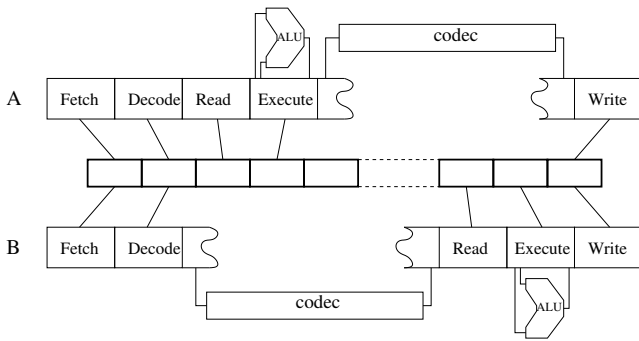 ALU
codec
A
Fetch Decode Read Execute Write
B
Fetch Decode Read Execute Write
codec
ALU